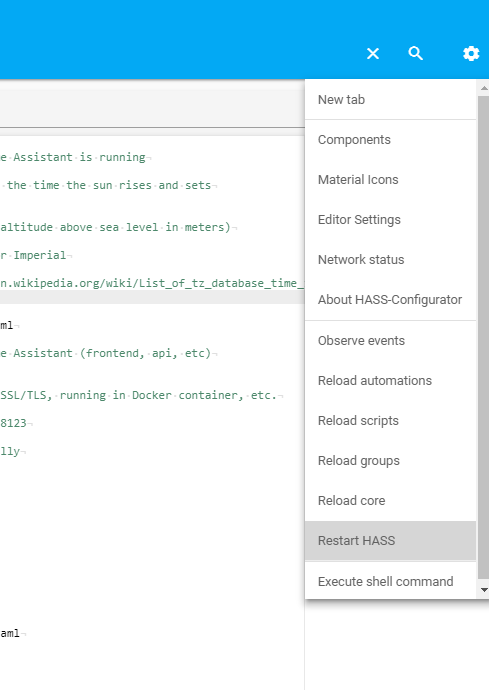 New tab
Components
Material Icons
Editor Settings
Network status
About HASS-Configurator
Observe events
Reload automations
Reload scripts
Reload groups
Reload core
Restart HASS
Execute shell command
e Assistant is running
the time the sun rises and sets
altitude above sea level in meters)
r Imperial
n.wikipedia.org/wiki/List_of_tz_database_time_
ml
e Assistant (frontend, api, etc)
SSL/TLS, running in Docker container, etc.
8123
lly
aml